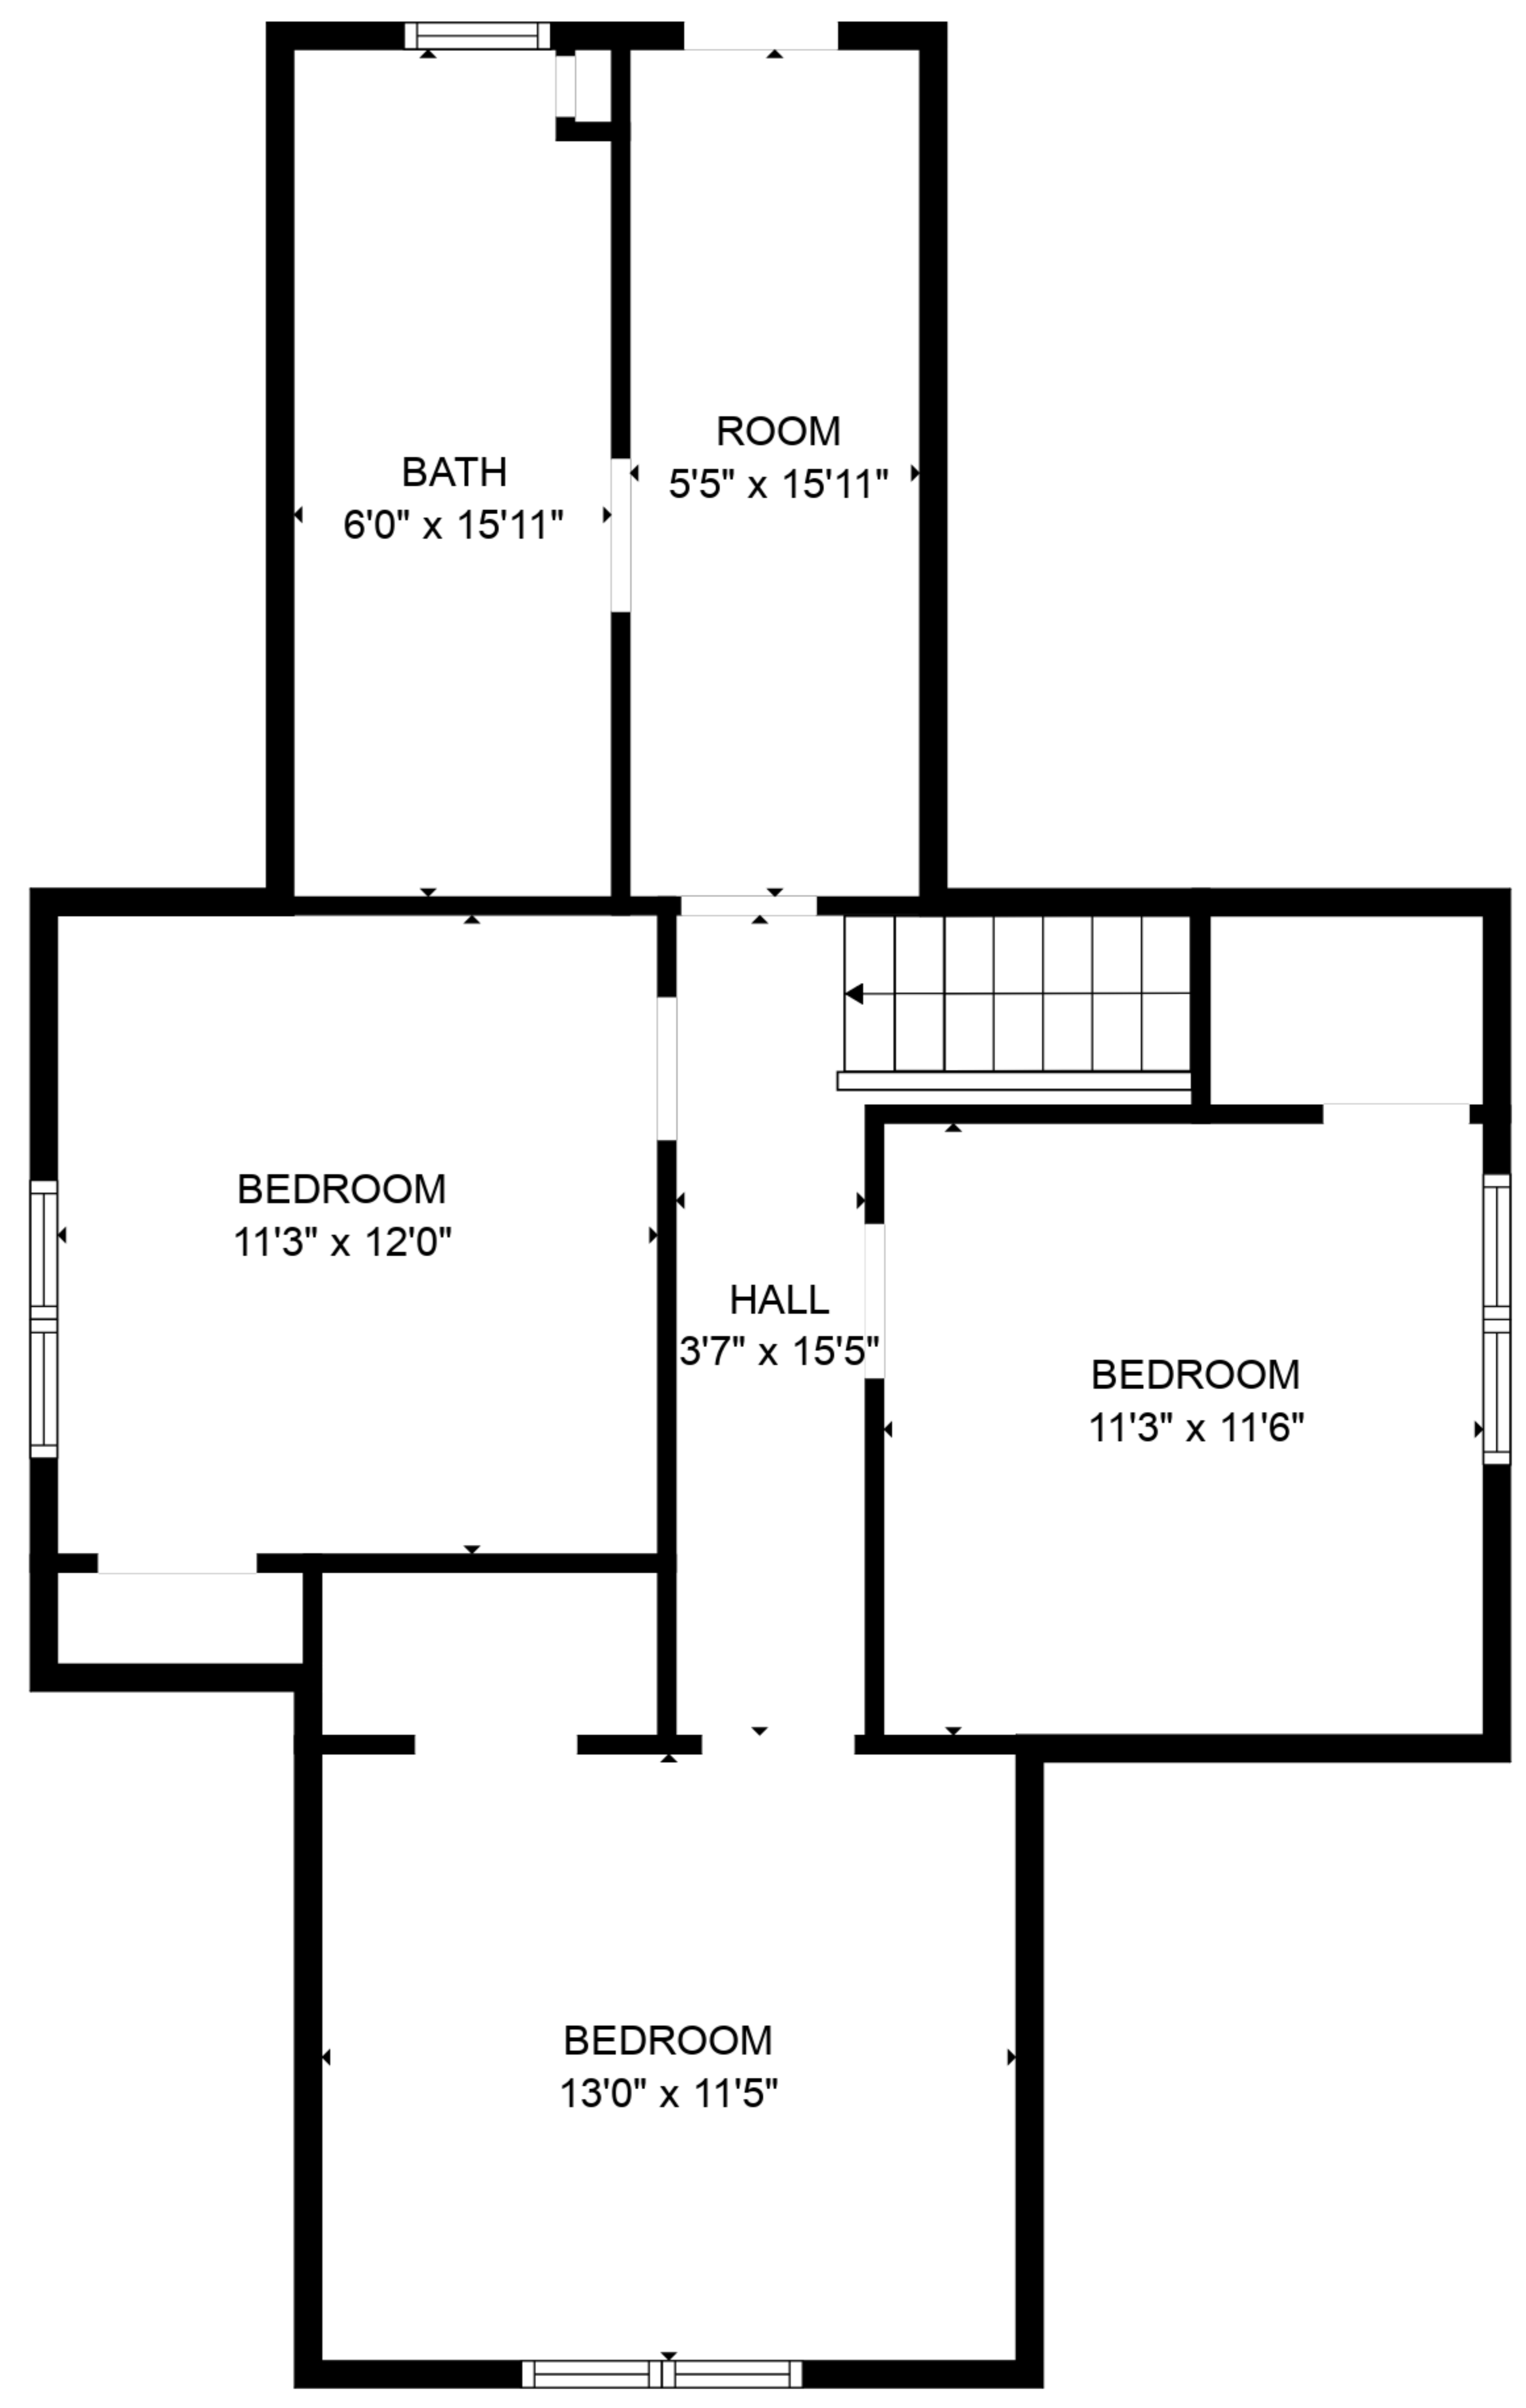 ROOM
5'5" x 15'11"
BATH
6'0" x 15'11"
BEDROOM
11'3" x 12'0"
HALL
3'7" x 15'5"
BEDROOM
11'3" x 11'6"
BEDROOM
13'0" x 11'5"